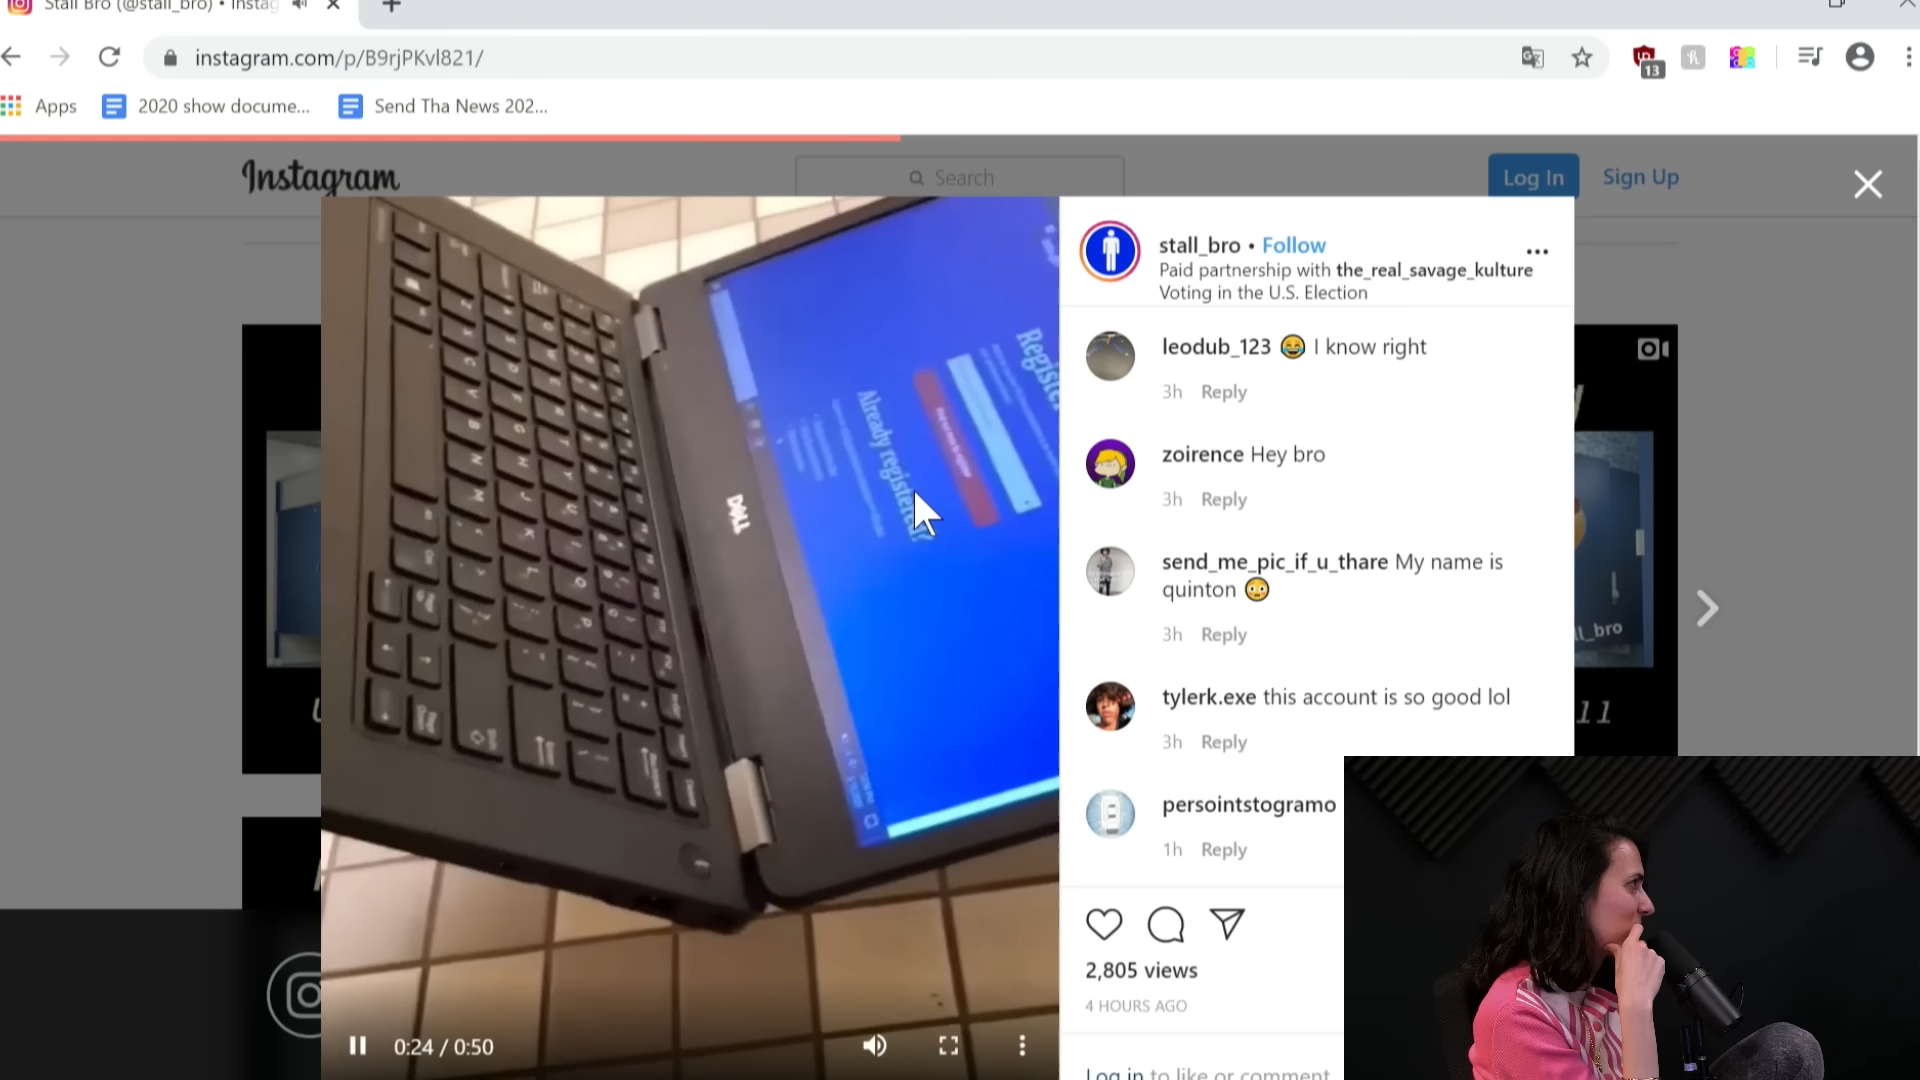 Stall Bro (@stall_bro) • Instag
instagram.com/p/B9rjPKvl821/
13
Apps
2020 show docume...
Send Tha News 202...
Instagram
Search
Log In
Sign Up
stall_bro • Follow
Paid partnership with the_real_savage_kulture
Voting in the U.S. Election
leodub_123 😂 I know right
3h Reply
zoirence Hey bro
3h Reply
send_me_pic_if_u_thare My name is
quinton 😳
3h Reply
tylerk.exe this account is so good lol
3h Reply
persointstogramo
1h Reply
2,805 views
4 HOURS AGO
Log in to like or comment
Register
Already registered?
DELL
0:24 / 0:50
ll_bro
11